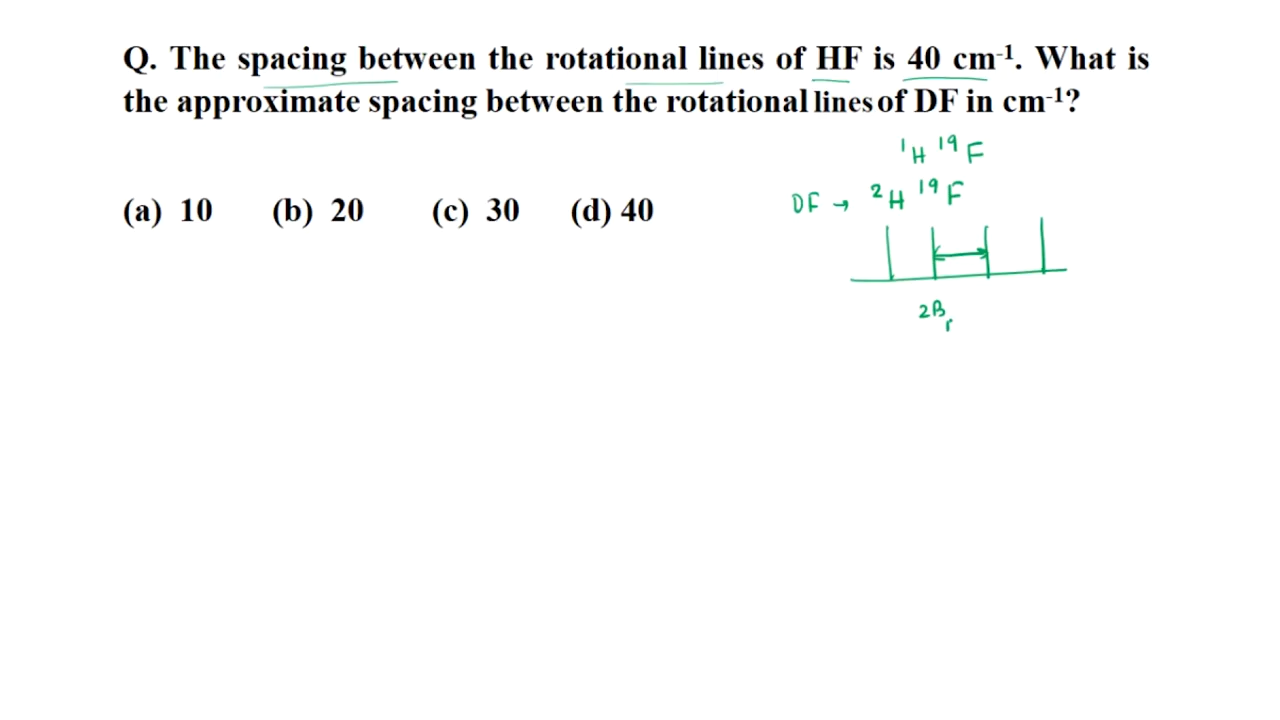 Q. The spacing between the rotational lines of HF is 40 cm⁻¹. What is
the approximate spacing between the rotational lines of DF in cm⁻¹?
¹H ¹⁹F
DF → ²H ¹⁹F
(a) 10 (b) 20 (c) 30 (d) 40
2B,